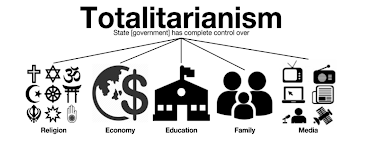 Totalitarianism
State [government] has complete control over
Religion
Economy
Education
Family
Media